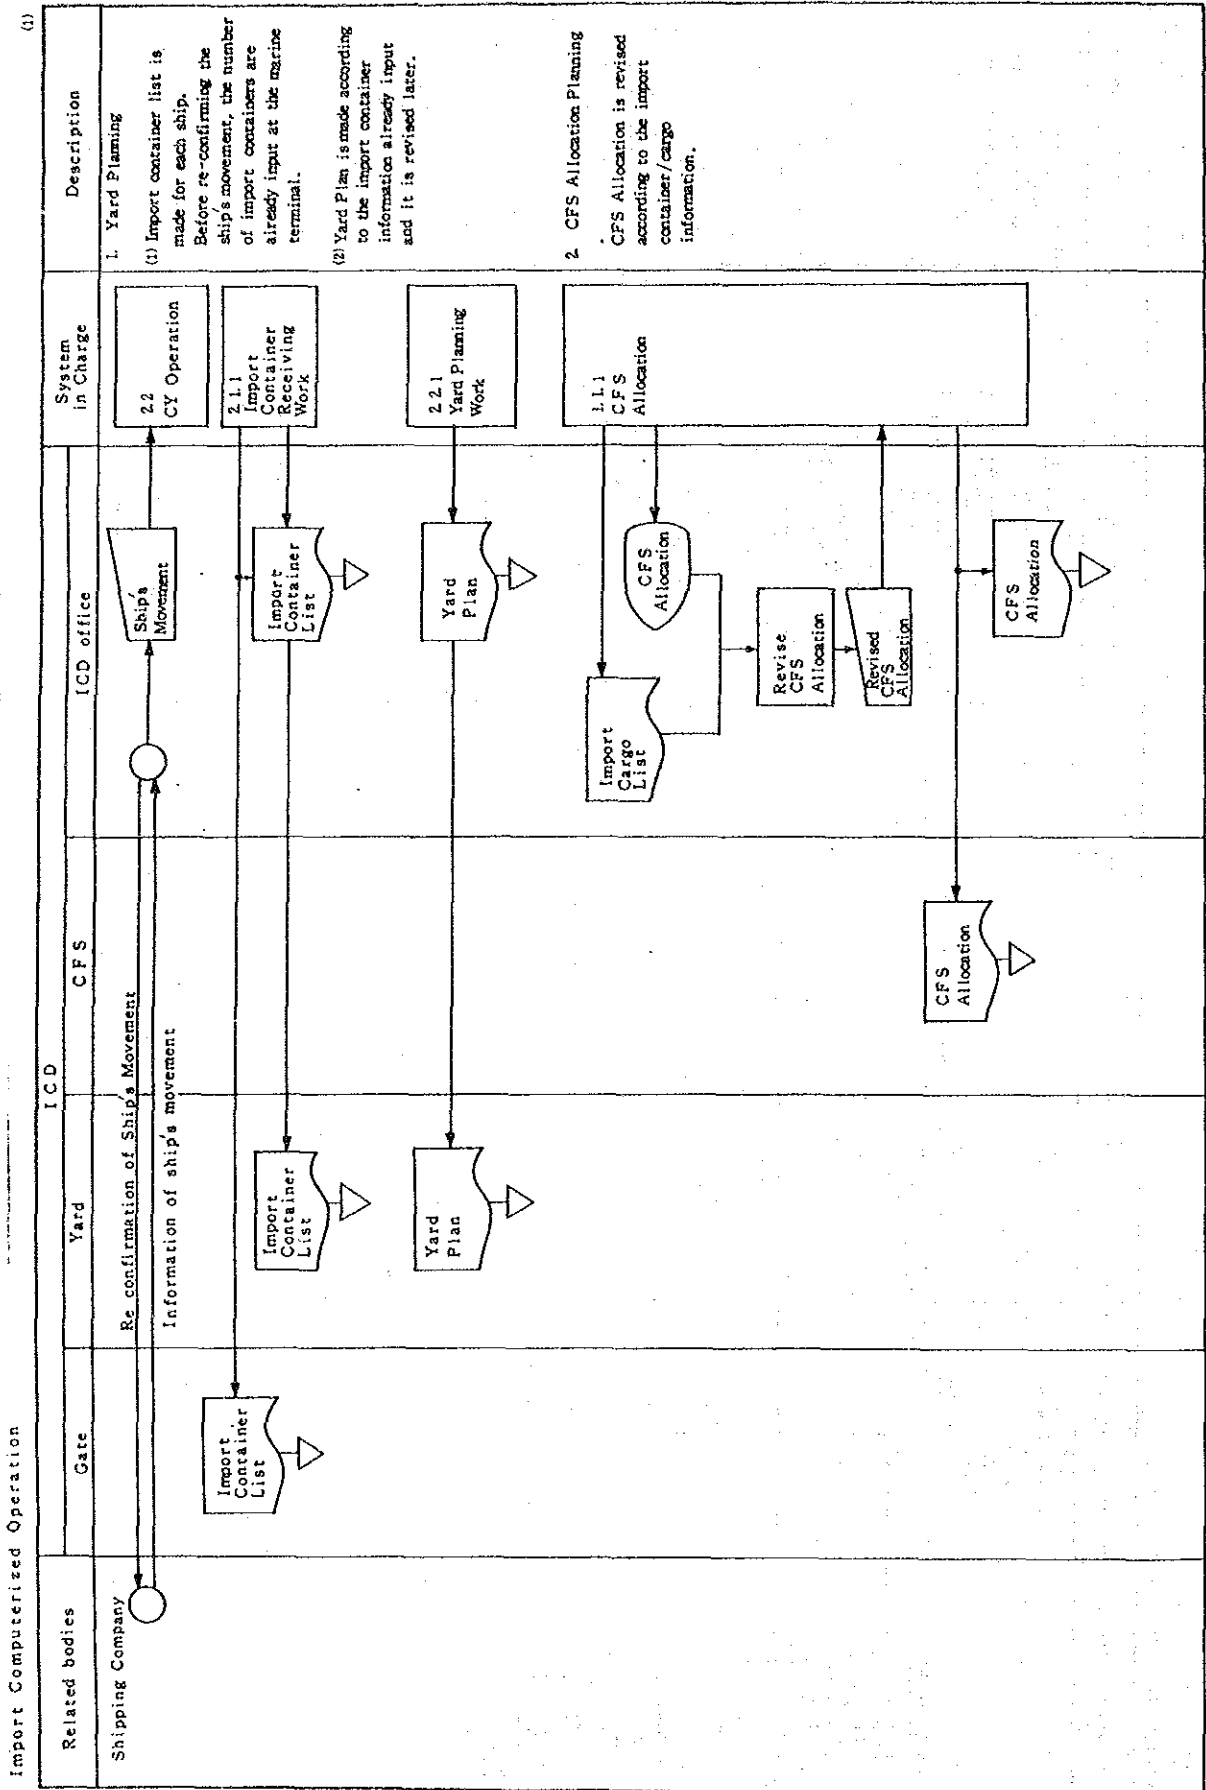 Import Computerized Operation
(1)
Related bodies
ICD
Gate
Yard
CFS
ICD office
System
in Charge
Description
Shipping Company
Re confirmation of Ship's Movement
Information of ship's movement
Ship's
Movement
2.2
CY Operation
1. Yard Planning
(1) Import container list is
made for each ship.
Before re-confirming the
ship's movement, the number
of import containers are
already input at the marine
terminal.
Import
Container
List
Import
Container
List
Import
Container
List
2.1.1
Import
Container
Receiving
Work
(2) Yard Plan is made according
to the import container
information already input
and it is revised later.
Yard
Plan
Yard
Plan
2.2.1
Yard Planning
Work
2 CFS Allocation Planning
CFS Allocation is revised
according to the import
container/cargo
information.
Import
Cargo
List
CFS
Allocation
1.1.1
CFS
Allocation
Revise
CFS
Allocation
Revised
CFS
Allocation
CFS
Allocation
CFS
Allocation